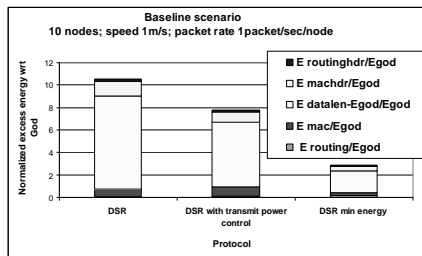 Baseline scenario
10 nodes; speed 1m/s; packet rate 1packet/sec/node
Normalized excess energy wrt
God
12
10
8
6
4
2
0
E routinghdr/Egod
E machdr/Egod
E datalen-Egod/Egod
E mac/Egod
E routing/Egod
DSR
DSR with transmit power
control
DSR min energy
Protocol